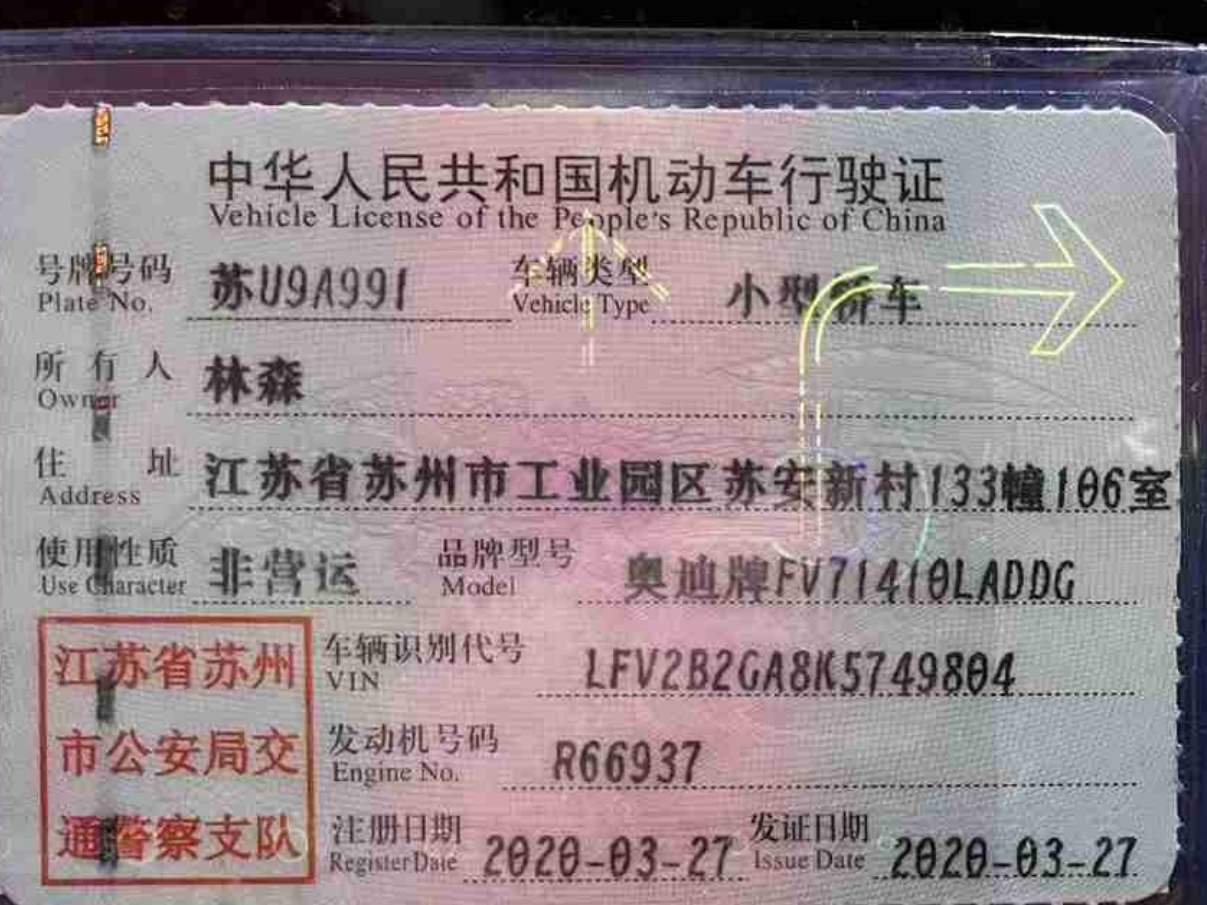 中华人民共和国机动车行驶证
Vehicle License of the People's Republic of China
号牌号码 苏U9A991 车辆类型 小型轿车
Plate No. Vehicle Type
所有人 林森
Owner
住址 江苏省苏州市工业园区苏安新村133幢106室
Address
使用性质 非营运 品牌型号 奥迪牌FV71410LADDG
Use Character Model
江苏省苏州
市公安局交
通警察支队
车辆识别代号 LFV2B2GA8K5749804
VIN
发动机号码 R66937
Engine No.
注册日期 2020-03-27 发证日期 2020-03-27
Register Date Issue Date